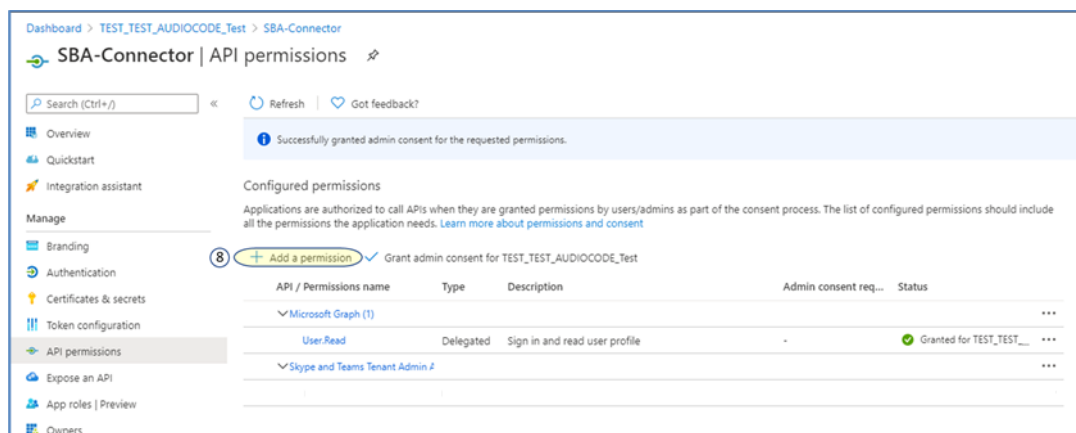 Dashboard > TEST_TEST_AUDIOCODE_Test > SBA-Connector
SBA-Connector | API permissions
Search (Ctrl+/)
«
Refresh
Got feedback?
Overview
Successfully granted admin consent for the requested permissions.
Quickstart
Integration assistant
Configured permissions
Manage
Applications are authorized to call APIs when they are granted permissions by users/admins as part of the consent process. The list of configured permissions should include
all the permissions the application needs. Learn more about permissions and consent
Branding
8 + Add a permission ✓ Grant admin consent for TEST_TEST_AUDIOCODE_Test
Authentication
API / Permissions name Type Description Admin consent req... Status
Certificates & secrets
Microsoft Graph (1) ...
Token configuration
User.Read Delegated Sign in and read user profile - Granted for TEST_TEST_... ...
API permissions
Skype and Teams Tenant Admin A ...
Expose an API
App roles | Preview
Owners